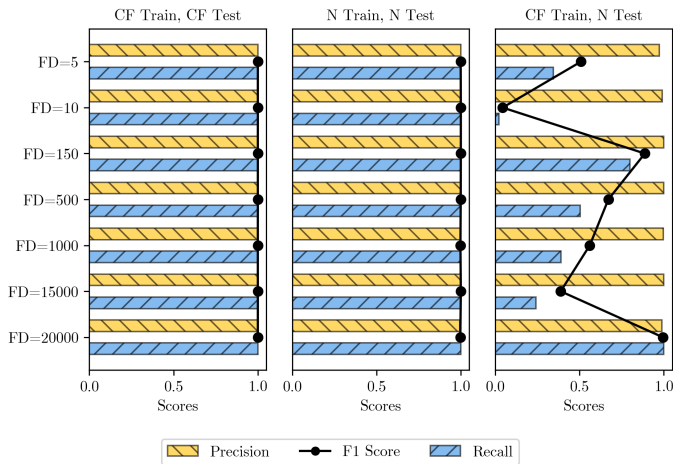 CF Train, CF Test
N Train, N Test
CF Train, N Test
FD=5
FD=10
FD=150
FD=500
FD=1000
FD=15000
FD=20000
0.0 0.5 1.0
0.0 0.5 1.0
0.0 0.5 1.0
Scores
Scores
Scores
Precision
F1 Score
Recall